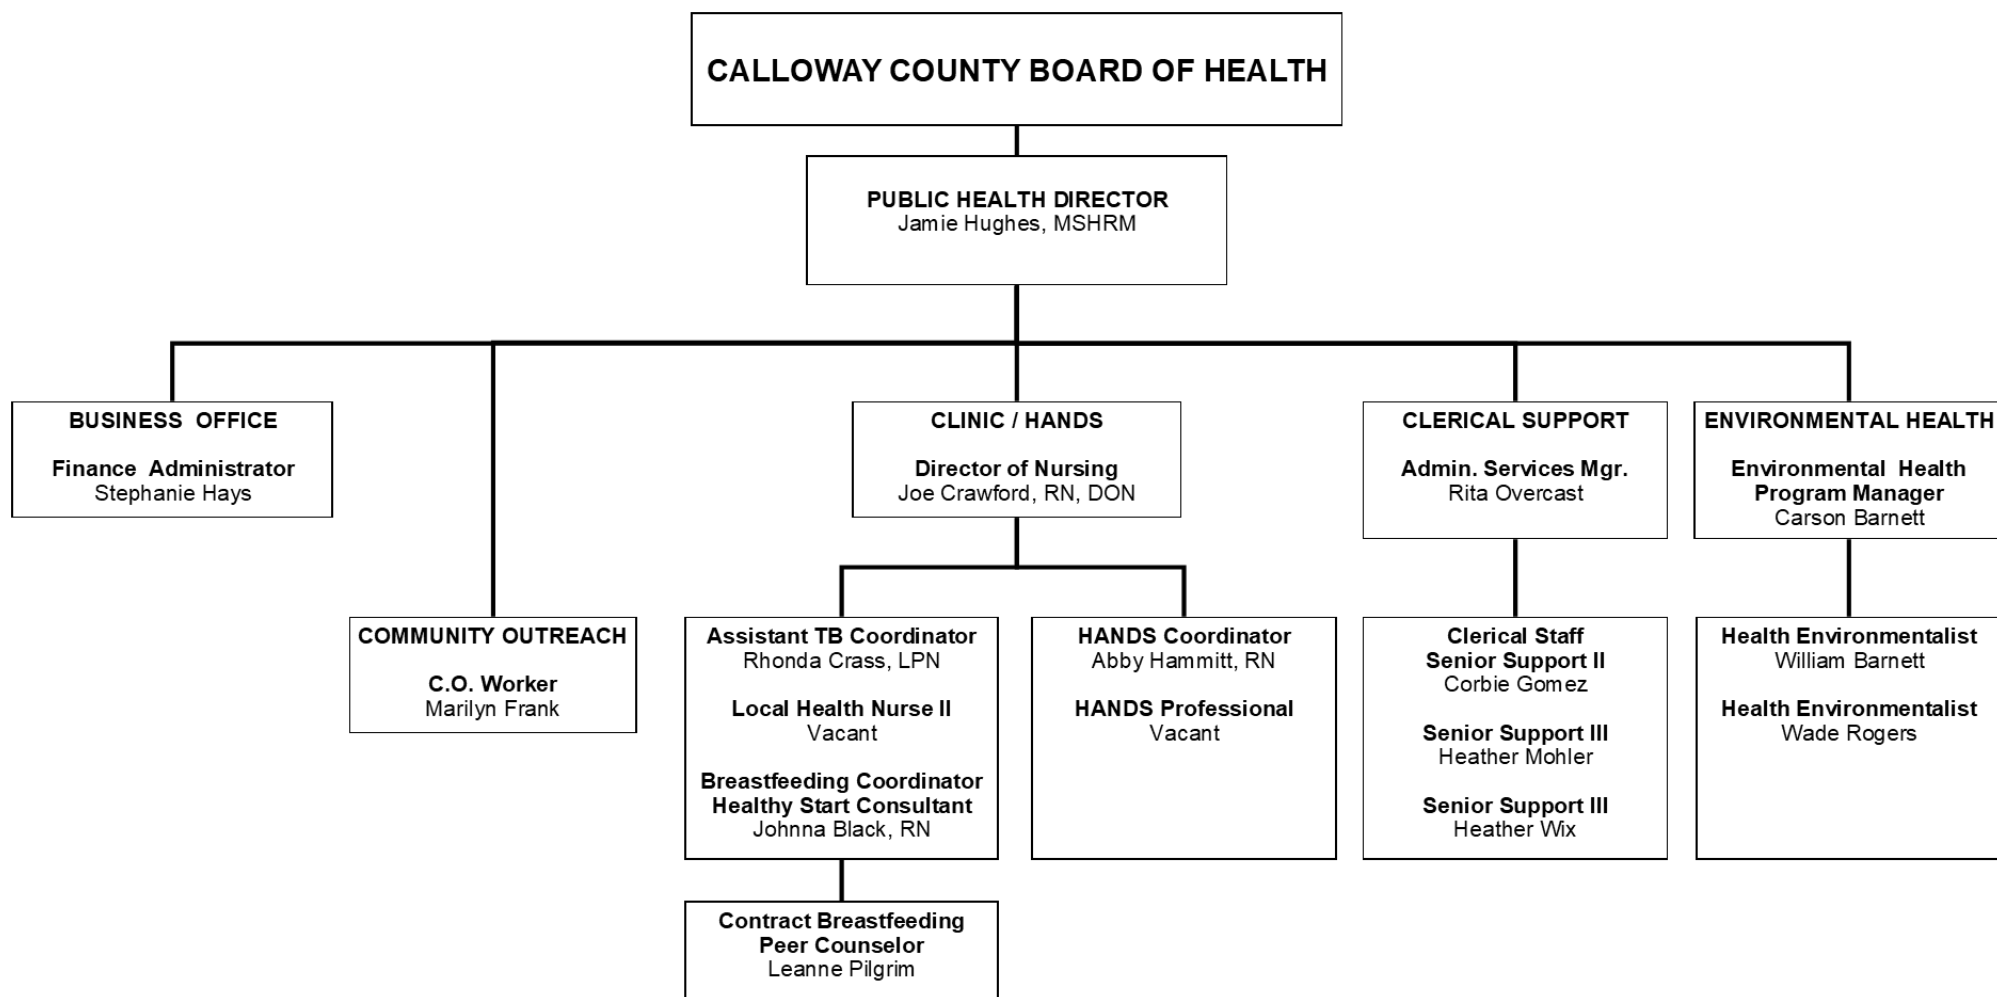 CALLOWAY COUNTY BOARD OF HEALTH
PUBLIC HEALTH DIRECTOR
Jamie Hughes, MSHRM
BUSINESS OFFICE
Finance Administrator
Stephanie Hays
CLINIC / HANDS
Director of Nursing
Joe Crawford, RN, DON
CLERICAL SUPPORT
Admin. Services Mgr.
Rita Overcast
ENVIRONMENTAL HEALTH
Environmental Health
Program Manager
Carson Barnett
COMMUNITY OUTREACH
C.O. Worker
Marilyn Frank
Assistant TB Coordinator
Rhonda Crass, LPN
Local Health Nurse II
Vacant
Breastfeeding Coordinator
Healthy Start Consultant
Johnna Black, RN
HANDS Coordinator
Abby Hammitt, RN
HANDS Professional
Vacant
Clerical Staff
Senior Support II
Corbie Gomez
Senior Support III
Heather Mohler
Senior Support III
Heather Wix
Health Environmentalist
William Barnett
Health Environmentalist
Wade Rogers
Contract Breastfeeding
Peer Counselor
Leanne Pilgrim